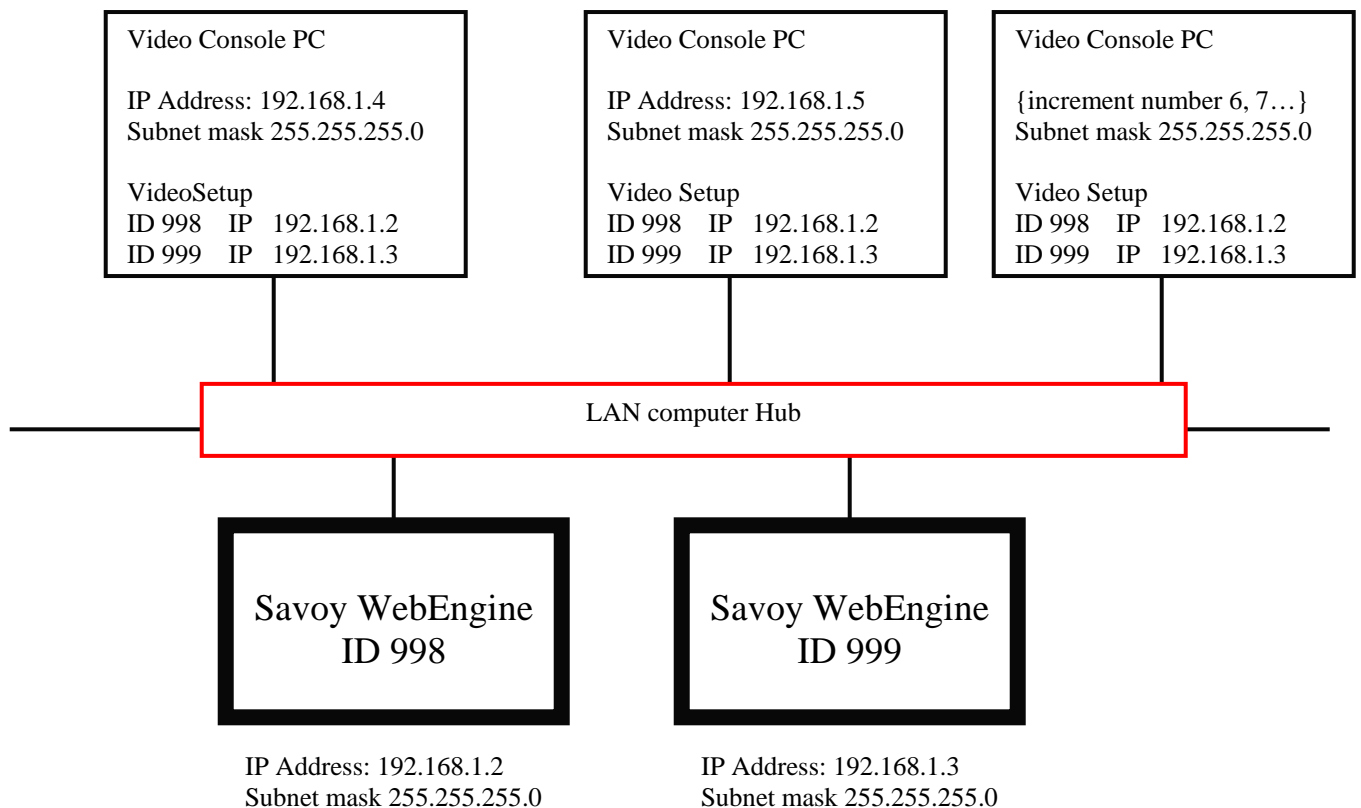 Video Console PC
IP Address: 192.168.1.4
Subnet mask 255.255.255.0
VideoSetup
ID 998 IP 192.168.1.2
ID 999 IP 192.168.1.3
Video Console PC
IP Address: 192.168.1.5
Subnet mask 255.255.255.0
Video Setup
ID 998 IP 192.168.1.2
ID 999 IP 192.168.1.3
Video Console PC
{increment number 6, 7…}
Subnet mask 255.255.255.0
Video Setup
ID 998 IP 192.168.1.2
ID 999 IP 192.168.1.3
LAN computer Hub
Savoy WebEngine
ID 998
Savoy WebEngine
ID 999
IP Address: 192.168.1.2
Subnet mask 255.255.255.0
IP Address: 192.168.1.3
Subnet mask 255.255.255.0